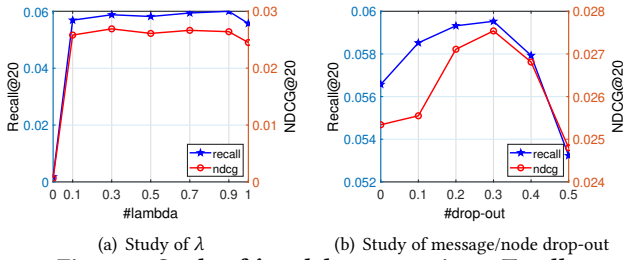 0.06
0.04
0.02
0
0.03
0.02
0.01
0
Recall@20
NDCG@20
recall
ndcg
0 0.1 0.3 0.5 0.7 0.9 1
#lambda
(a) Study of λ
0.06
0.058
0.056
0.054
0.052
0.028
0.027
0.026
0.025
0.024
Recall@20
NDCG@20
recall
ndcg
0 0.1 0.2 0.3 0.4 0.5
#drop-out
(b) Study of message/node drop-out